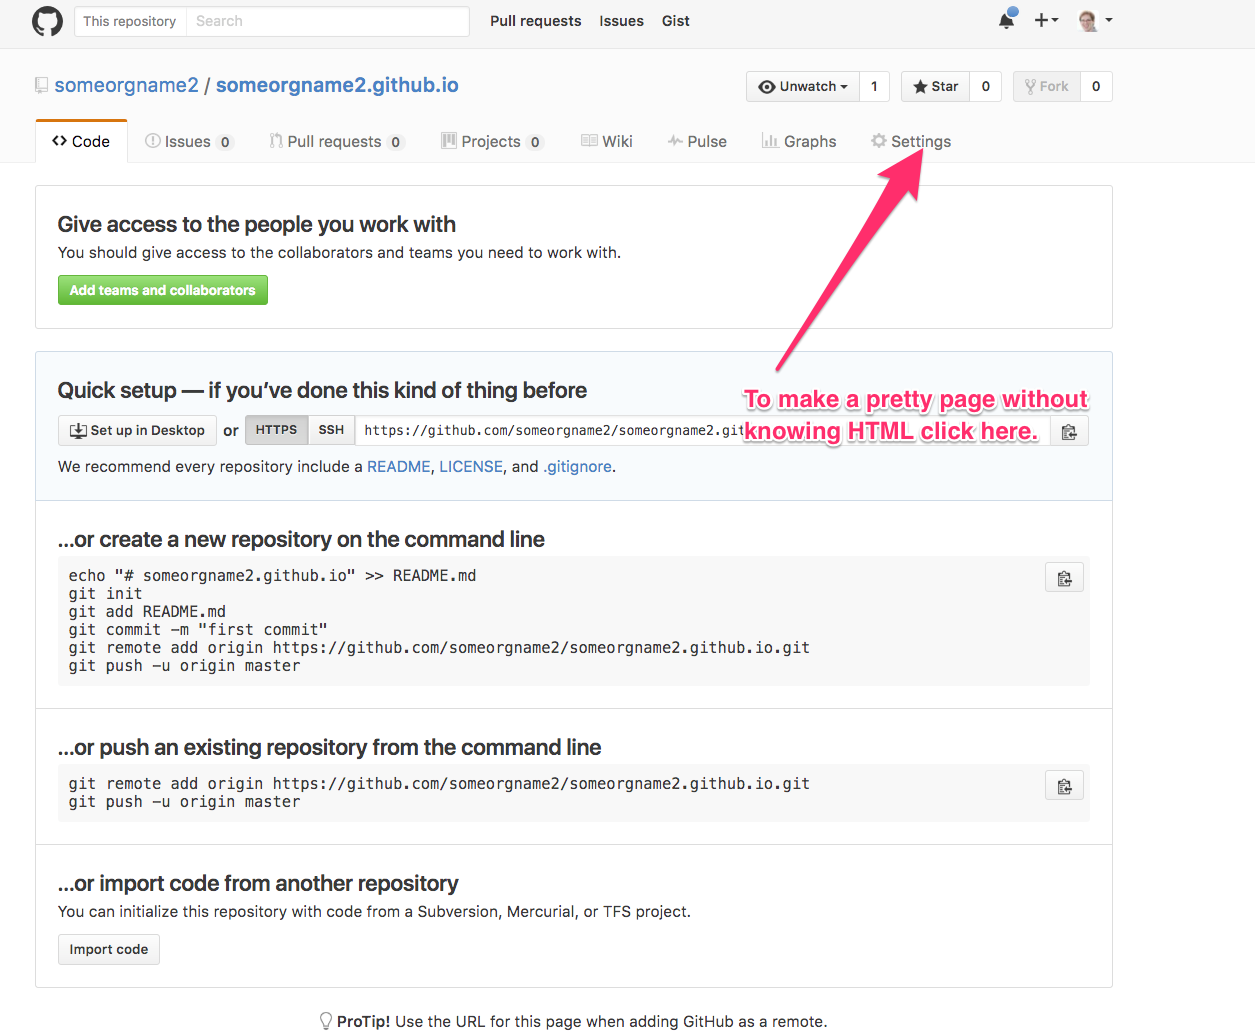 This repository Search Pull requests Issues Gist
someorgname2 / someorgname2.github.io Unwatch 1 Star 0 Fork 0
Code Issues 0 Pull requests 0 Projects 0 Wiki Pulse Graphs Settings
Give access to the people you work with
You should give access to the collaborators and teams you need to work with.
Add teams and collaborators
Quick setup — if you’ve done this kind of thing before
To make a pretty page without
knowing HTML click here.
Set up in Desktop or HTTPS SSH https://github.com/someorgname2/someorgname2.git
We recommend every repository include a README, LICENSE, and .gitignore.
…or create a new repository on the command line
echo "# someorgname2.github.io" >> README.md
git init
git add README.md
git commit -m "first commit"
git remote add origin https://github.com/someorgname2/someorgname2.github.io.git
git push -u origin master
…or push an existing repository from the command line
git remote add origin https://github.com/someorgname2/someorgname2.github.io.git
git push -u origin master
…or import code from another repository
You can initialize this repository with code from a Subversion, Mercurial, or TFS project.
Import code
ProTip! Use the URL for this page when adding GitHub as a remote.